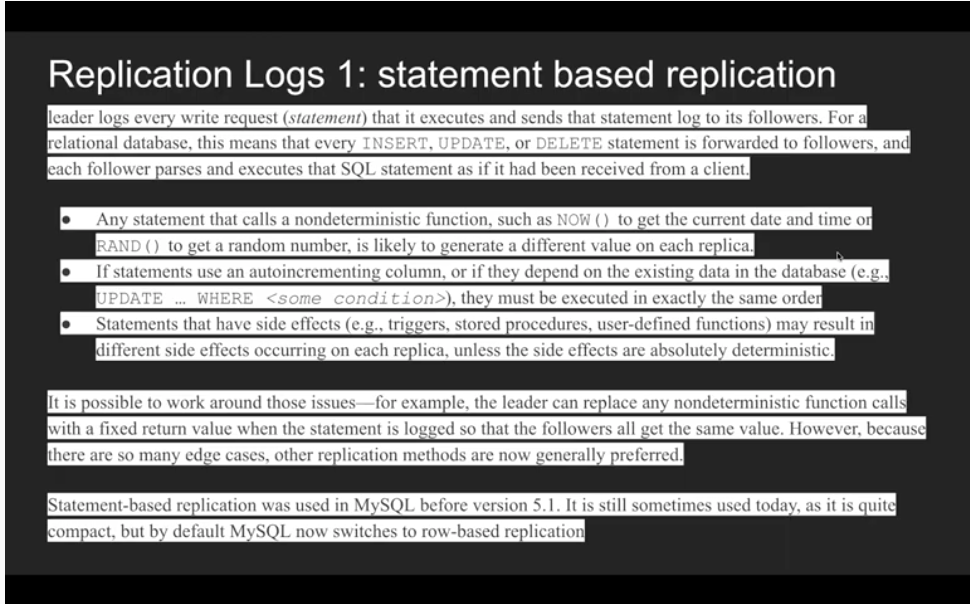 Replication Logs 1: statement based replication
leader logs every write request (statement) that it executes and sends that statement log to its followers. For a
relational database, this means that every INSERT, UPDATE, or DELETE statement is forwarded to followers, and
each follower parses and executes that SQL statement as if it had been received from a client.
● Any statement that calls a nondeterministic function, such as NOW() to get the current date and time or
RAND() to get a random number, is likely to generate a different value on each replica.
● If statements use an autoincrementing column, or if they depend on the existing data in the database (e.g.,
UPDATE … WHERE <some condition>), they must be executed in exactly the same order
● Statements that have side effects (e.g., triggers, stored procedures, user-defined functions) may result in
different side effects occurring on each replica, unless the side effects are absolutely deterministic.
It is possible to work around those issues—for example, the leader can replace any nondeterministic function calls
with a fixed return value when the statement is logged so that the followers all get the same value. However, because
there are so many edge cases, other replication methods are now generally preferred.
Statement-based replication was used in MySQL before version 5.1. It is still sometimes used today, as it is quite
compact, but by default MySQL now switches to row-based replication